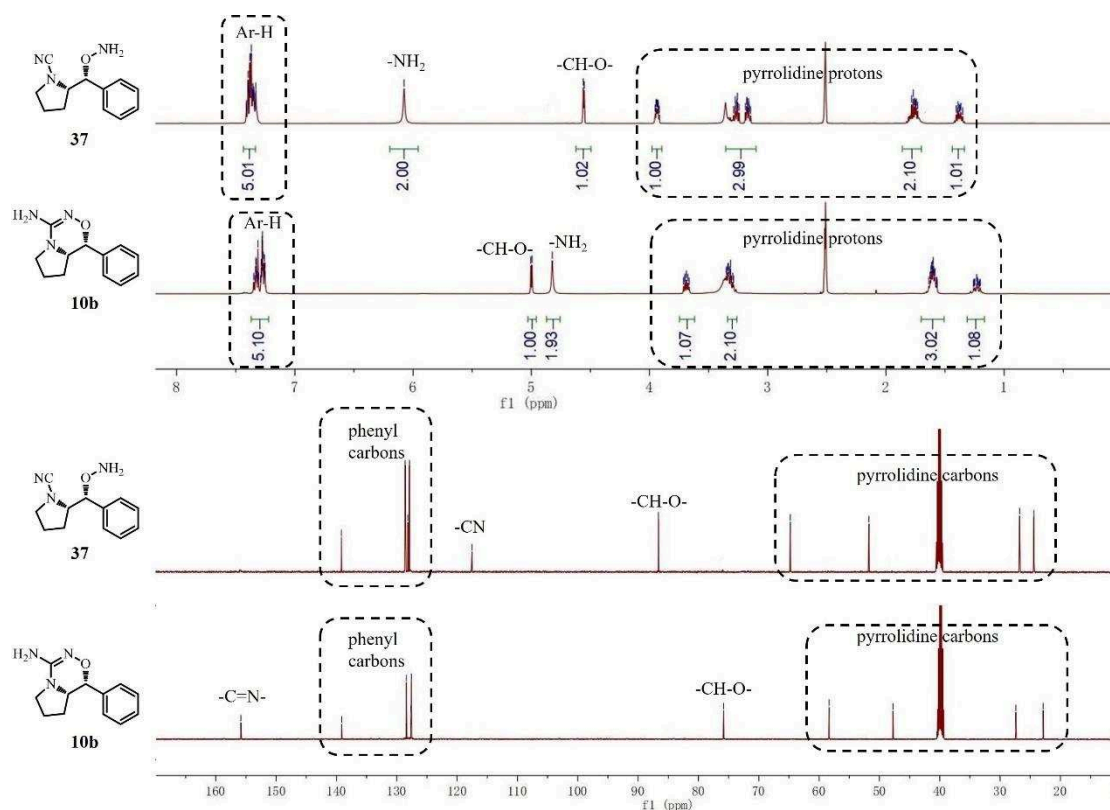 NC
O
NH2
N
37
Ar-H
-NH2
-CH-O-
pyrrolidine protons
5.01
2.00
1.02
1.00
2.99
2.10
1.01
H2N
N
O
N
10b
Ar-H
-CH-O-
-NH2
pyrrolidine protons
5.10
1.00
1.93
1.07
2.10
3.02
1.08
8 7 6 5 4 3 2 1
f1 (ppm)
NC
O
NH2
N
37
phenyl
carbons
-CN
-CH-O-
pyrrolidine carbons
H2N
N
O
N
10b
-C=N-
phenyl
carbons
-CH-O-
pyrrolidine carbons
160 150 140 130 120 110 100 90 80 70 60 50 40 30 20
f1 (ppm)